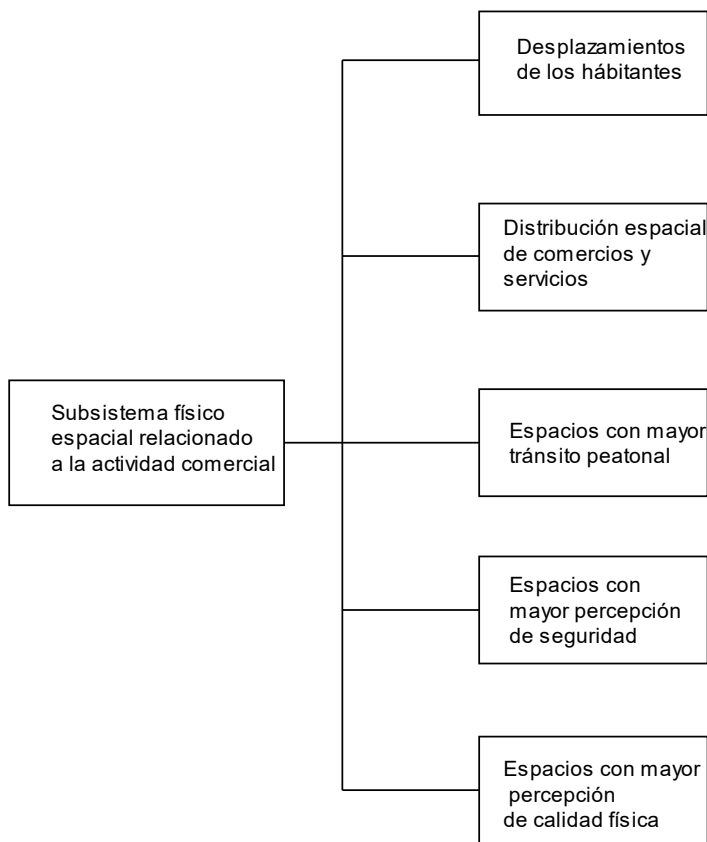 Desplazamientos
de los hábitantes
Distribución espacial
de comercios y
servicios
Subsistema físico
espacial relacionado
a la actividad comercial
Espacios con mayor
tránsito peatonal
Espacios con
mayor percepción
de seguridad
Espacios con mayor
percepción
de calidad física